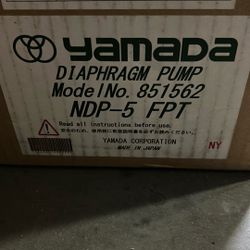 YAMADA
DIAPHRAGM PUMP
Model No. 851562
NDP-5 FPT
Read all instructions before use.
YAMADA CORPORATION
MADE IN JAPAN
NY